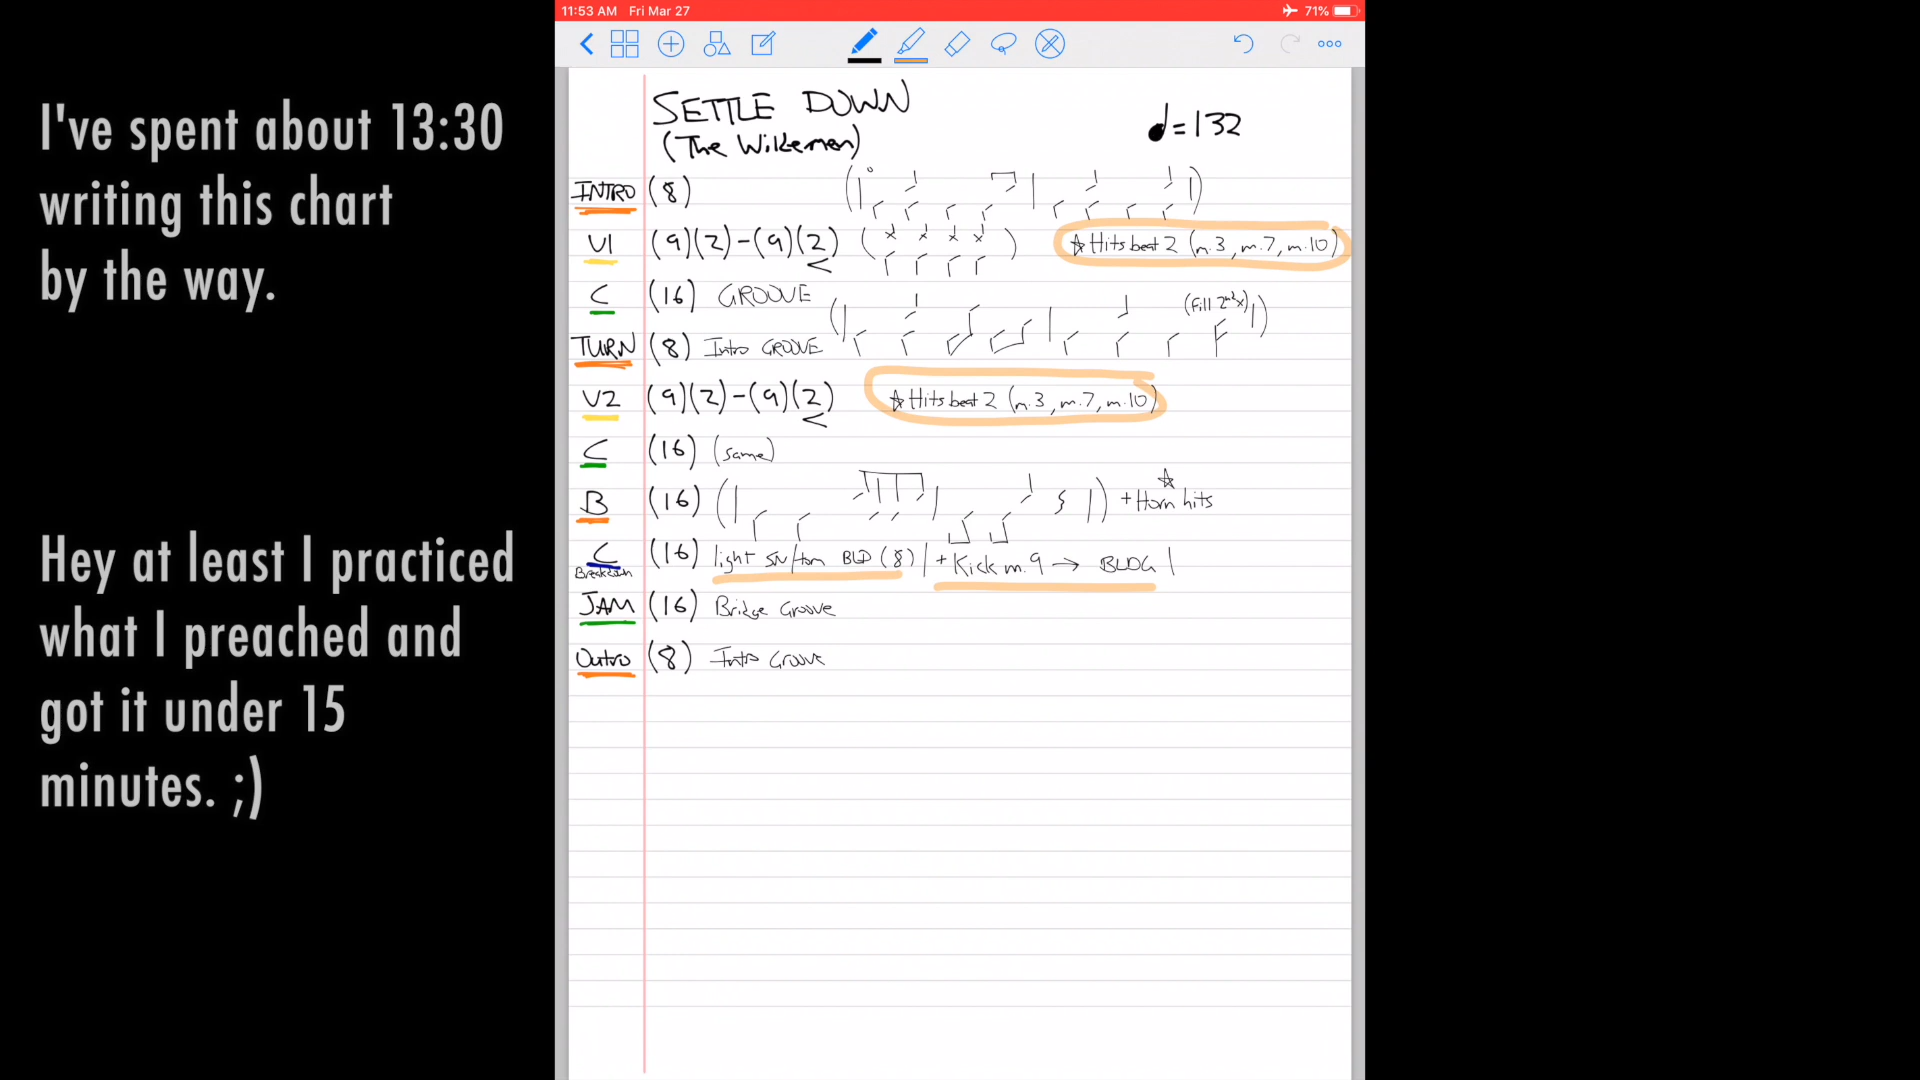 I've spent about 13:30
writing this chart
by the way.
Hey at least I practiced
what I preached and
got it under 15
minutes. ;)
11:53 AM Fri Mar 27
71%
SETTLE DOWN
(The Wildemen)
♩=132
INTRO (8)
V1 (9)(2)-(9)(2) ☆Hits beat 2 (m.3, m.7, m.10)
<
C (16) GROOVE (Fill 2ndx)
TURN (8) Intro GROOVE
V2 (9)(2)-(9)(2) ☆Hits beat 2 (m.3, m.7, m.10)
<
C (16) (same)
B (16) +Horn hits
C (16) light SN/tom BLD (8) | + Kick m.9 → BLDG |
Breakdown
JAM (16) Bridge Groove
Outro (8) Intro Groove